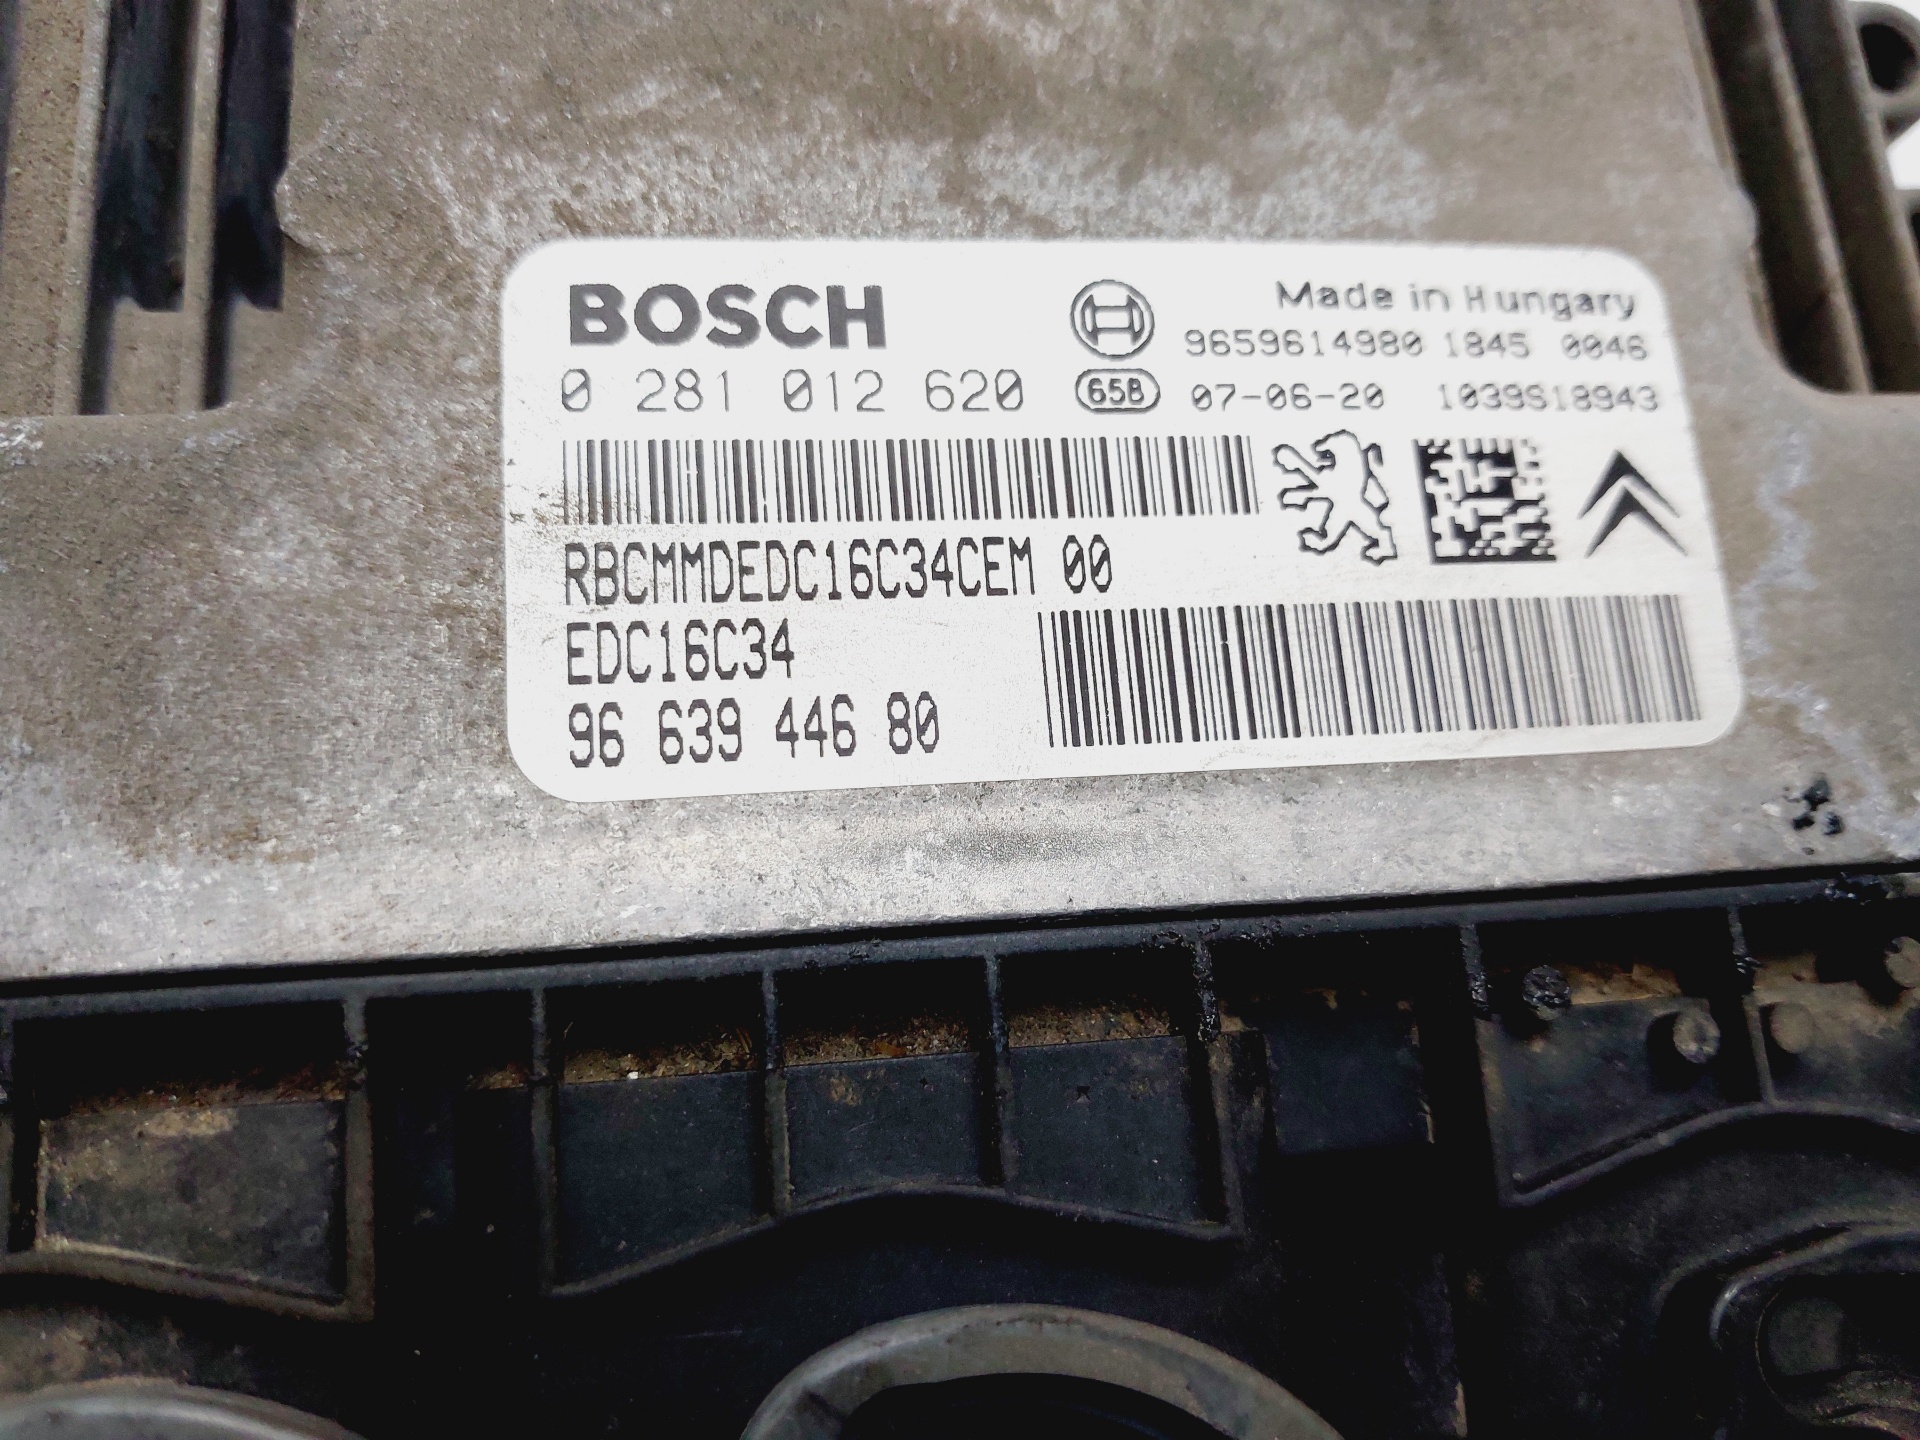 BOSCH
Made in Hungary
9659614980 1845 0046
0 281 012 620
65B
07-06-20 1039S18943
RBCMMDEDC16C34CEM 00
EDC16C34
96 639 446 80